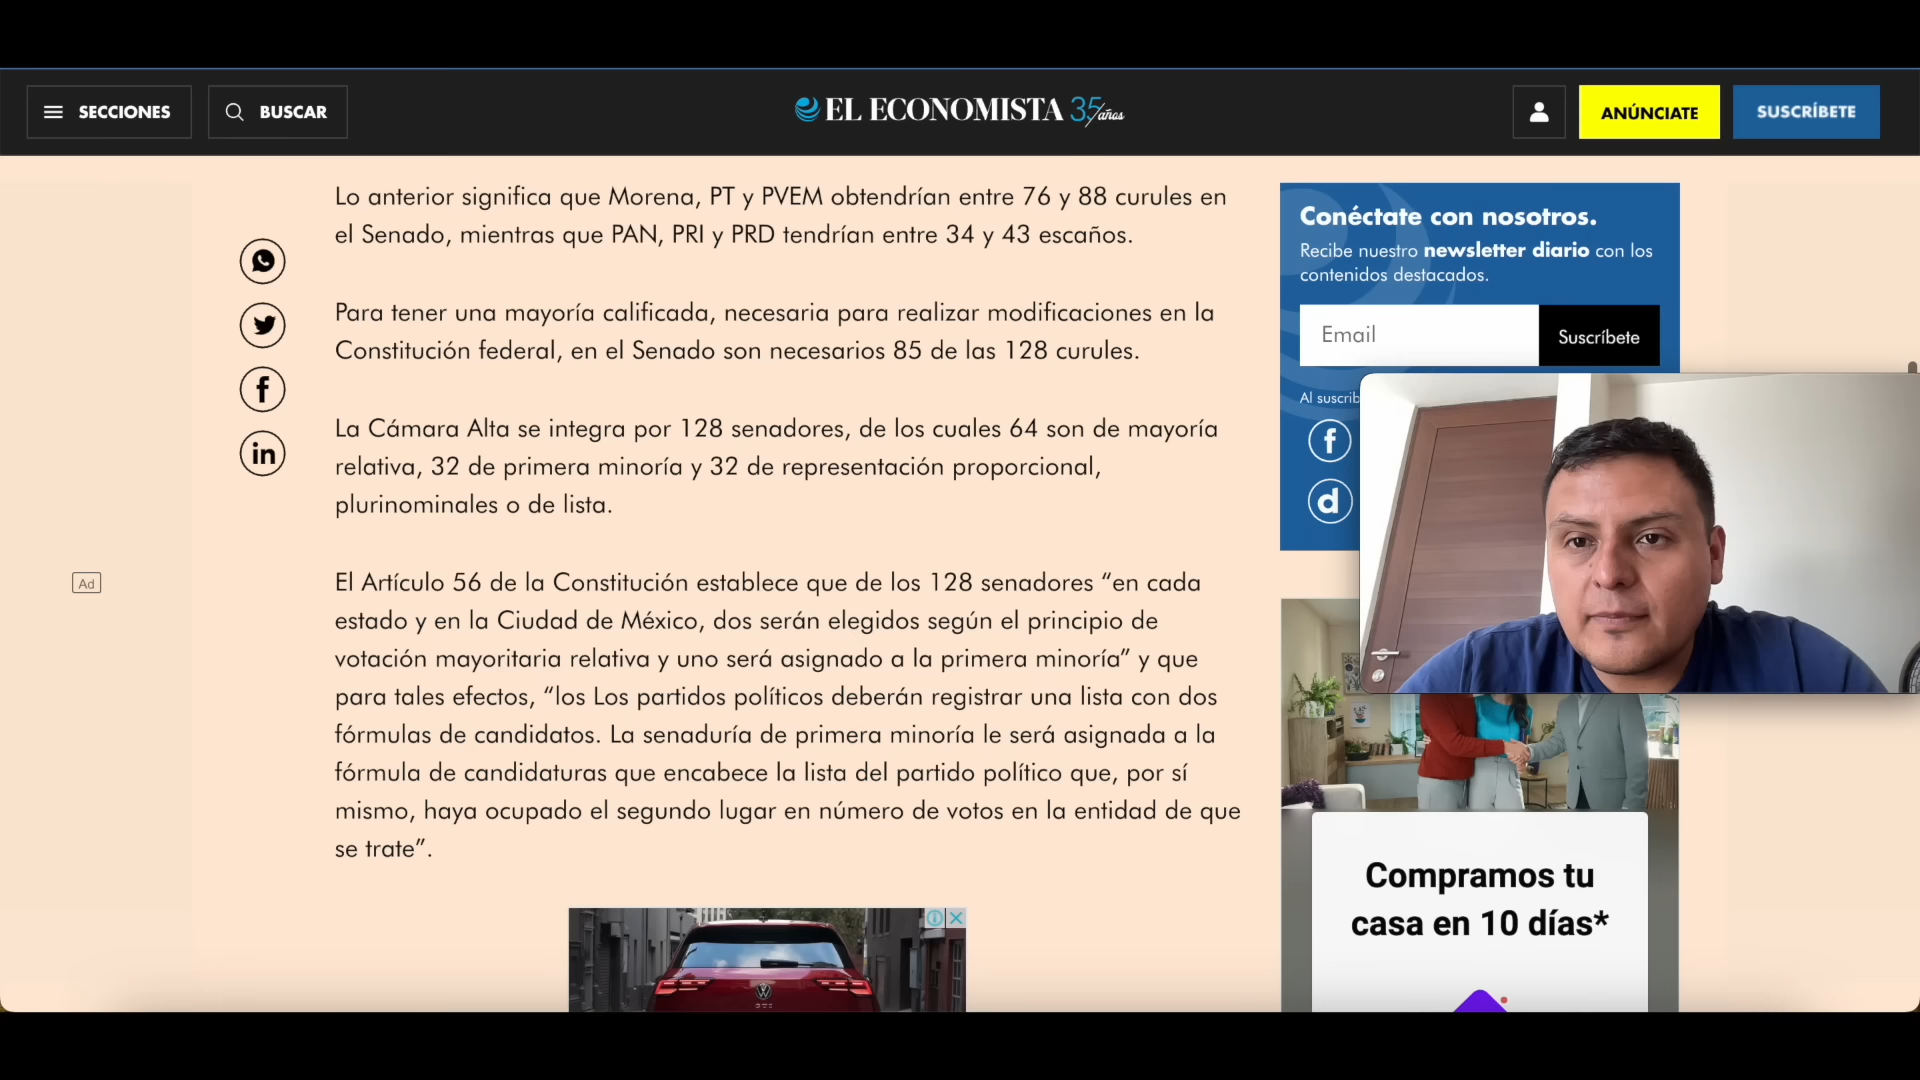 SECCIONES
BUSCAR
EL ECONOMISTA 35 años
ANÚNCIATE
SUSCRÍBETE
Lo anterior significa que Morena, PT y PVEM obtendrían entre 76 y 88 curules en
el Senado, mientras que PAN, PRI y PRD tendrían entre 34 y 43 escaños.
Para tener una mayoría calificada, necesaria para realizar modificaciones en la
Constitución federal, en el Senado son necesarios 85 de las 128 curules.
La Cámara Alta se integra por 128 senadores, de los cuales 64 son de mayoría
relativa, 32 de primera minoría y 32 de representación proporcional,
plurinominales o de lista.
El Artículo 56 de la Constitución establece que de los 128 senadores “en cada
estado y en la Ciudad de México, dos serán elegidos según el principio de
votación mayoritaria relativa y uno será asignado a la primera minoría” y que
para tales efectos, “los Los partidos políticos deberán registrar una lista con dos
fórmulas de candidatos. La senaduría de primera minoría le será asignada a la
fórmula de candidaturas que encabece la lista del partido político que, por sí
mismo, haya ocupado el segundo lugar en número de votos en la entidad de que
se trate”.
Ad
Conéctate con nosotros.
Recibe nuestro newsletter diario con los
contenidos destacados.
Email
Suscríbete
Al suscrib
Compramos tu
casa en 10 días*